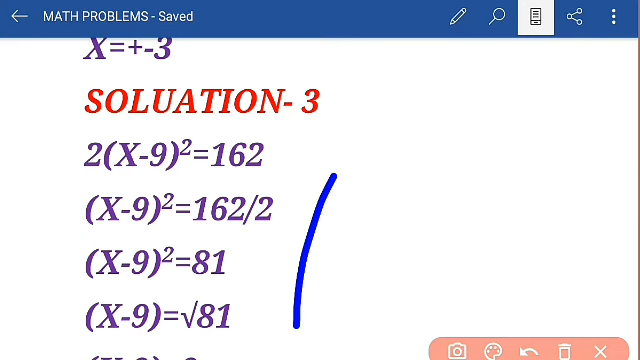 MATH PROBLEMS - Saved
X=+-3
SOLUATION- 3
2(X-9)²=162
(X-9)²=162/2
(X-9)²=81
(X-9)=√81